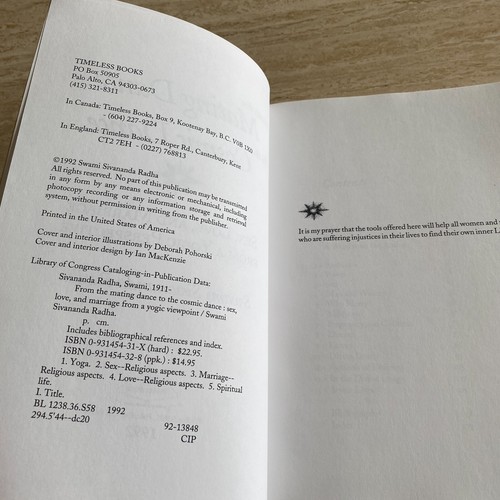 TIMELESS BOOKS
PO Box 50905
Palo Alto, CA 94303-0673
(415) 321-8311
In Canada: Timeless Books, Box 9, Kootenay Bay, B.C. V0B 1X0
- (604) 227-9224
In England: Timeless Books, 7 Roper Rd., Canterbury, Kent
CT2 7EH - (0227) 768813
©1992 Swami Sivananda Radha
All rights reserved. No part of this publication may be transmitted
in any form by any means electronic or mechanical, including
photocopy recording or any information storage and retrieval
system, without permission in writing from the publisher.
Printed in the United States of America
Cover and interior illustrations by Deborah Pohorski
Cover and interior design by Ian MacKenzie
Library of Congress Cataloging-in-Publication Data:
Sivananda Radha, Swami, 1911-
From the mating dance to the cosmic dance : sex,
love, and marriage from a yogic viewpoint / Swami
Sivananda Radha.
p. cm.
Includes bibliographical references and index.
ISBN 0-931454-31-X (hard) : $22.95.
ISBN 0-931454-32-8 (ppk.) : $14.95
1. Yoga. 2. Sex--Religious aspects. 3. Marriage--
Religious aspects. 4. Love--Religious aspects. 5. Spiritual
life.
I. Title.
BL 1238.36.S58 1992
294.5'44--dc20
92-13848
CIP
It is my prayer that the tools offered here will help all women and
who are suffering injustices in their lives to find their own inner